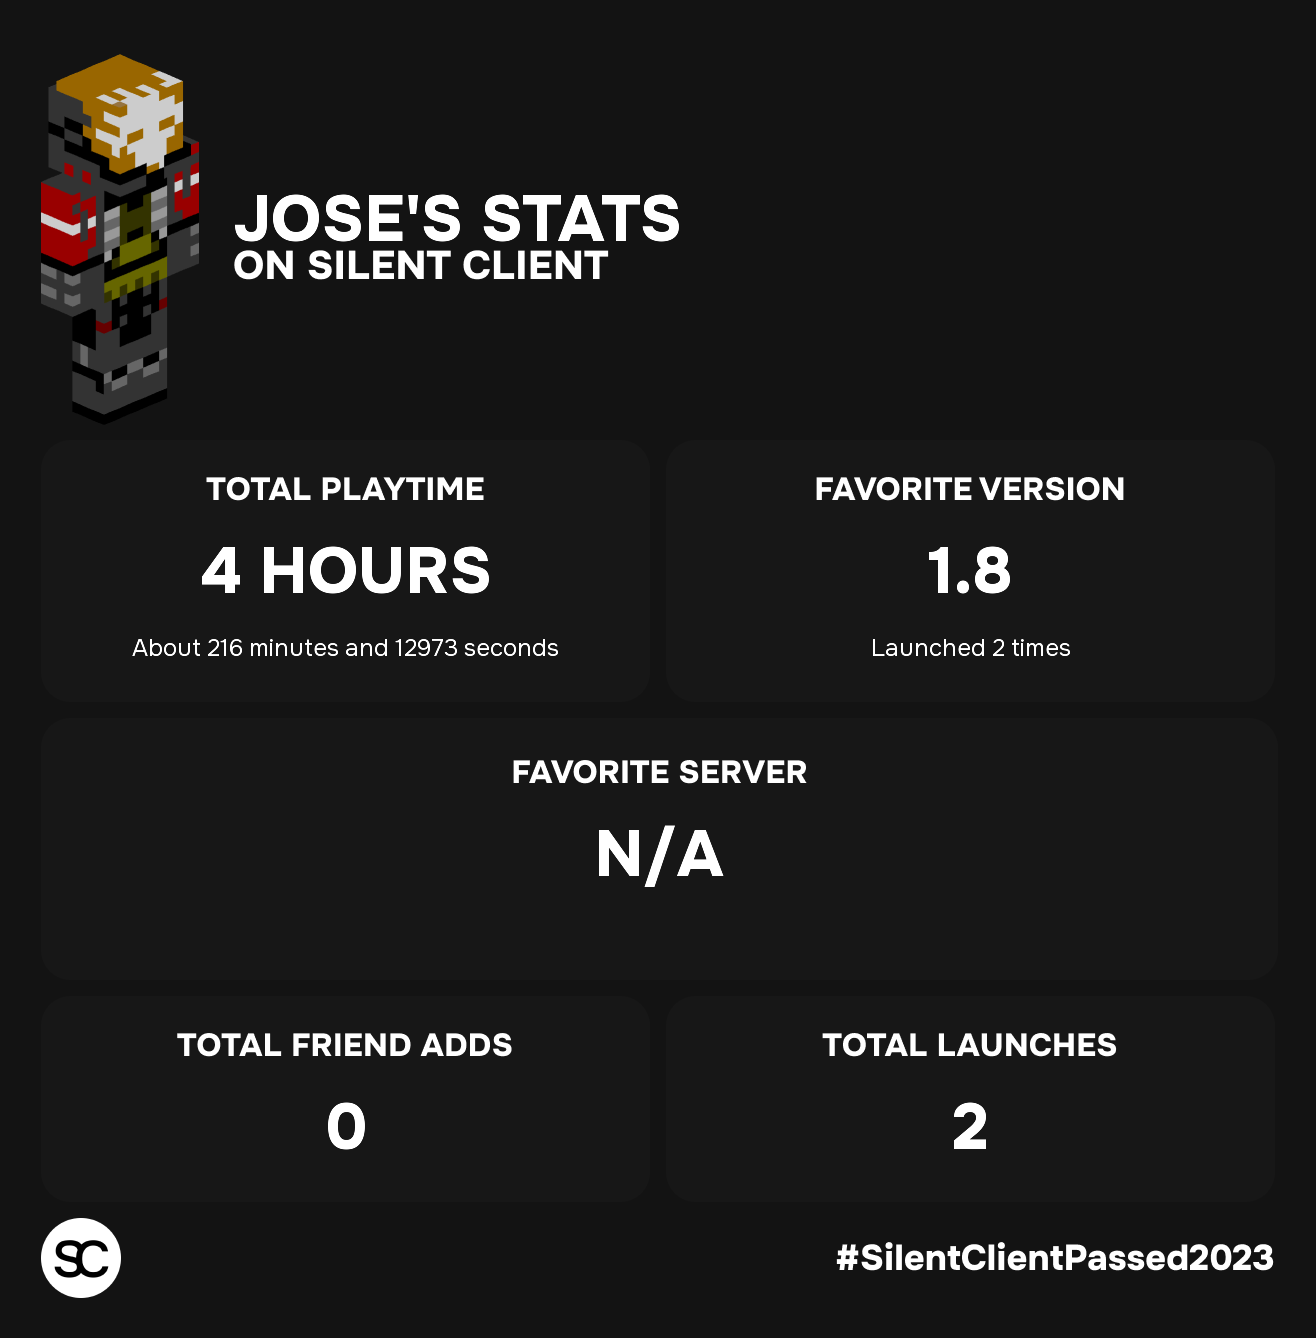 JOSE'S STATS
ON SILENT CLIENT
TOTAL PLAYTIME
4 HOURS
About 216 minutes and 12973 seconds
FAVORITE VERSION
1.8
Launched 2 times
FAVORITE SERVER
N/A
TOTAL FRIEND ADDS
0
TOTAL LAUNCHES
2
SC
#SilentClientPassed2023